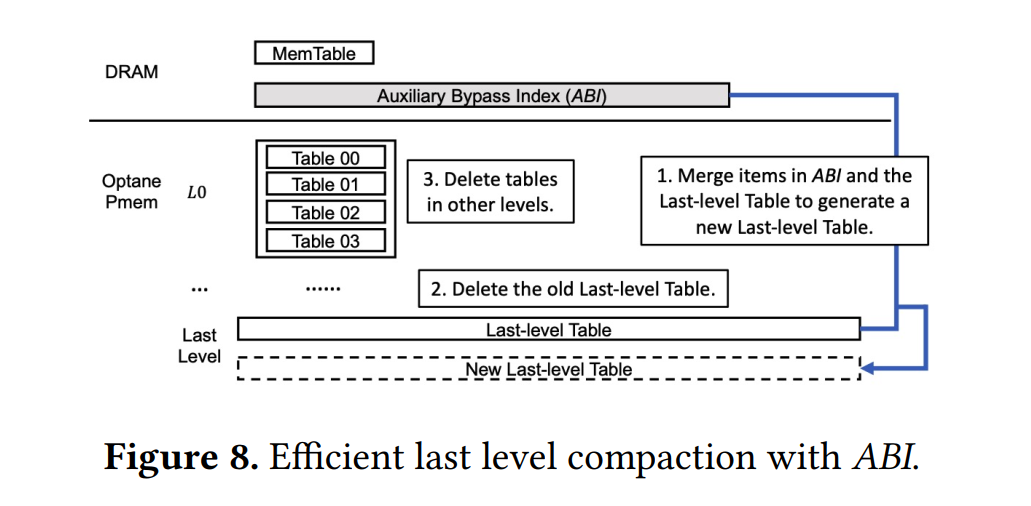 DRAM
MemTable
Auxiliary Bypass Index (ABI)
Optane
Pmem
L0
Table 00
Table 01
Table 02
Table 03
3. Delete tables
in other levels.
1. Merge items in ABI and the
Last-level Table to generate a
new Last-level Table.
...
......
2. Delete the old Last-level Table.
Last
Level
Last-level Table
New Last-level Table
Figure 8. Efficient last level compaction with ABI.